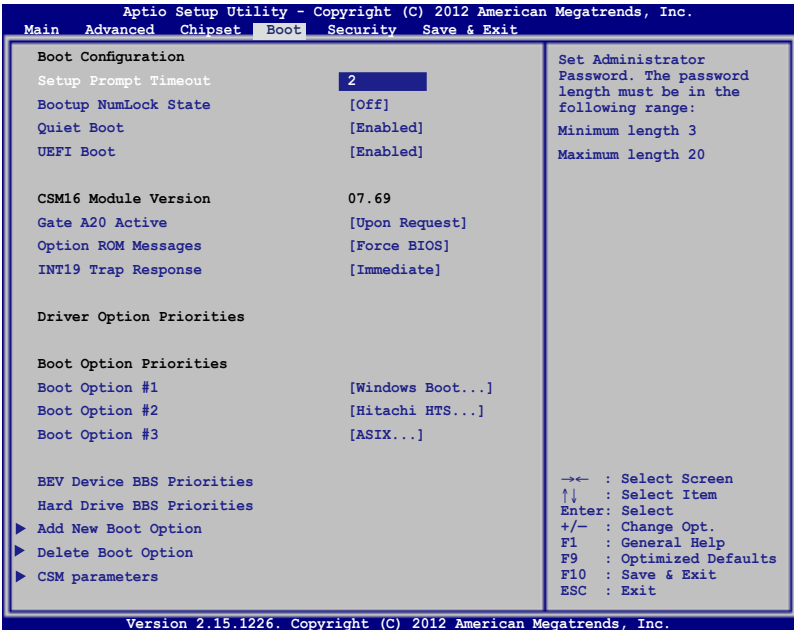 Aptio Setup Utility - Copyright (C) 2012 American Megatrends, Inc.
Main Advanced Chipset Boot Security Save & Exit
Boot Configuration
Setup Prompt Timeout 2
Bootup NumLock State [Off]
Quiet Boot [Enabled]
UEFI Boot [Enabled]
CSM16 Module Version 07.69
Gate A20 Active [Upon Request]
Option ROM Messages [Force BIOS]
INT19 Trap Response [Immediate]
Driver Option Priorities
Boot Option Priorities
Boot Option #1 [Windows Boot...]
Boot Option #2 [Hitachi HTS...]
Boot Option #3 [ASIX...]
BEV Device BBS Priorities
Hard Drive BBS Priorities
▶ Add New Boot Option
▶ Delete Boot Option
▶ CSM parameters
Set Administrator
Password. The password
length must be in the
following range:
Minimum length 3
Maximum length 20
→← : Select Screen
↑↓ : Select Item
Enter: Select
+/— : Change Opt.
F1 : General Help
F9 : Optimized Defaults
F10 : Save & Exit
ESC : Exit
Version 2.15.1226. Copyright (C) 2012 American Megatrends, Inc.